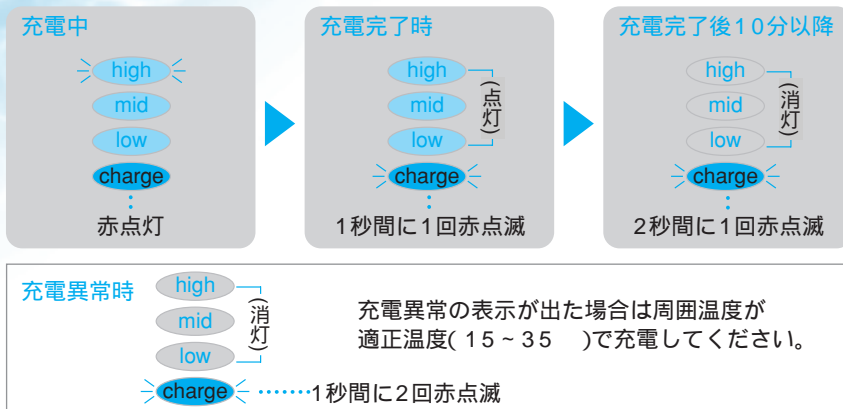 充電中
high
mid
low
charge
赤点灯
充電完了時
high
mid
low
(点灯)
charge
1秒間に1回赤点滅
充電完了後10分以降
high
mid
low
(消灯)
charge
2秒間に1回赤点滅
充電異常時
high
mid
low
(消灯)
charge ・・・・・・・1秒間に2回赤点滅
充電異常の表示が出た場合は周囲温度が
適正温度( 15~35 )で充電してください。